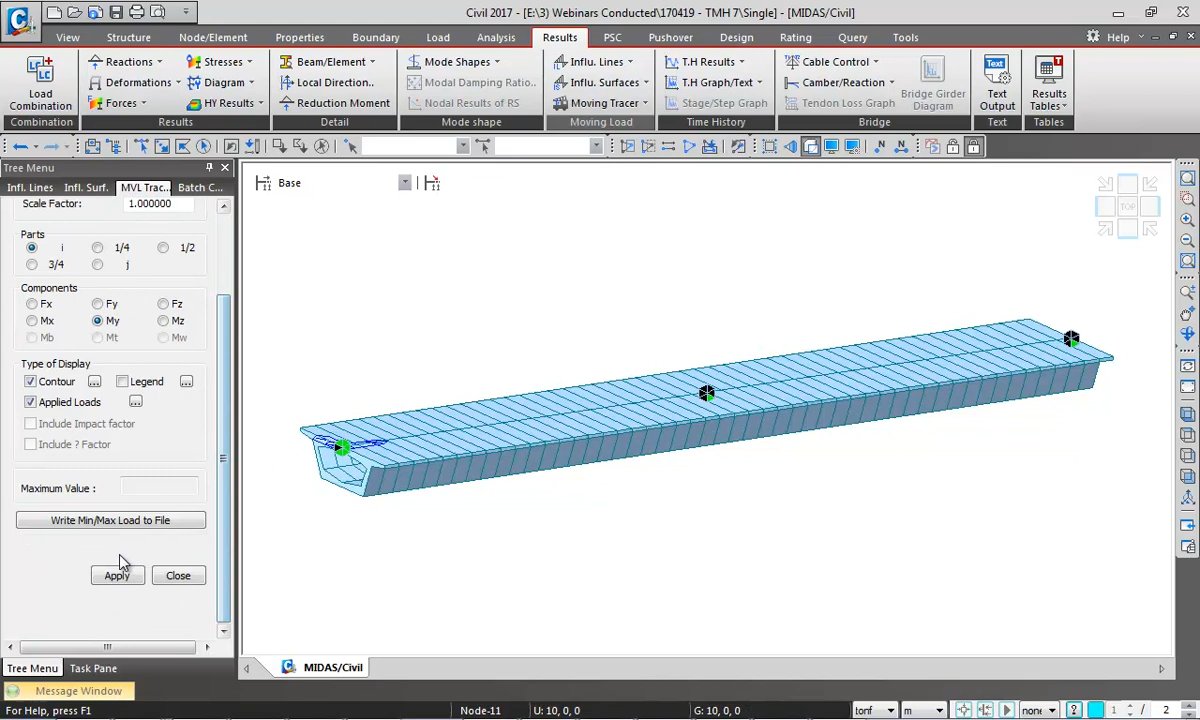 Civil 2017 - [E:\3) Webinars Conducted\170419 - TMH 7\Single] - [MIDAS/Civil]
View Structure Node/Element Properties Boundary Load Analysis Results PSC Pushover Design Rating Query Tools Help
Reactions Stresses Beam/Element Mode Shapes Influ. Lines T.H Results Cable Control
Deformations Diagram Local Direction.. Modal Damping Ratio.. Influ. Surfaces T.H Graph/Text Camber/Reaction
Forces HY Results Reduction Moment Nodal Results of RS Moving Tracer Stage/Step Graph Tendon Loss Graph
Load Combination
Bridge Girder Diagram
Text Output
Results Tables
Combination Results Detail Mode shape Moving Load Time History Bridge Text Tables
Tree Menu
Infl. Lines Infl. Surf. MVL Trac... Batch C...
Base
TOP
Scale Factor: 1.000000
Parts
i 1/4 1/2
3/4 j
Components
Fx Fy Fz
Mx My Mz
Mb Mt Mw
Type of Display
Contour ... Legend ...
Applied Loads ...
Include Impact factor
Include ? Factor
Maximum Value :
Write Min/Max Load to File
Apply Close
Tree Menu Task Pane
MIDAS/Civil
Message Window
For Help, press F1 Node-11 U: 10, 0, 0 G: 10, 0, 0 tonf m none ? 1 / 2